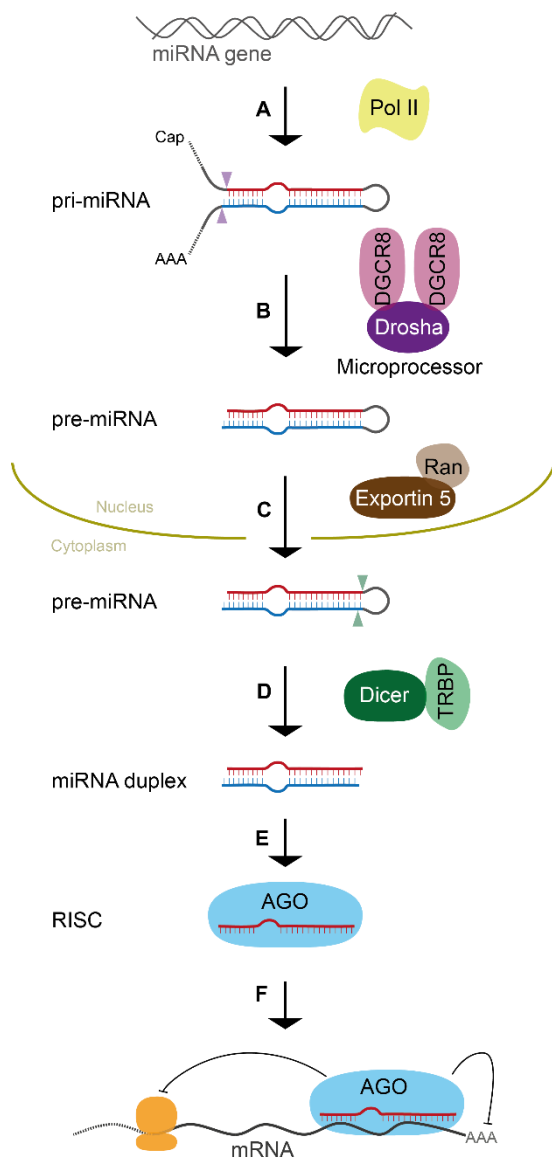 miRNA gene
A
Pol II
Cap
pri-miRNA
AAA
DGCR8
DGCR8
B
Drosha
Microprocessor
pre-miRNA
Ran
Exportin 5
Nucleus
C
Cytoplasm
pre-miRNA
D
Dicer
TRBP
miRNA duplex
E
AGO
RISC
F
AGO
AAA
mRNA